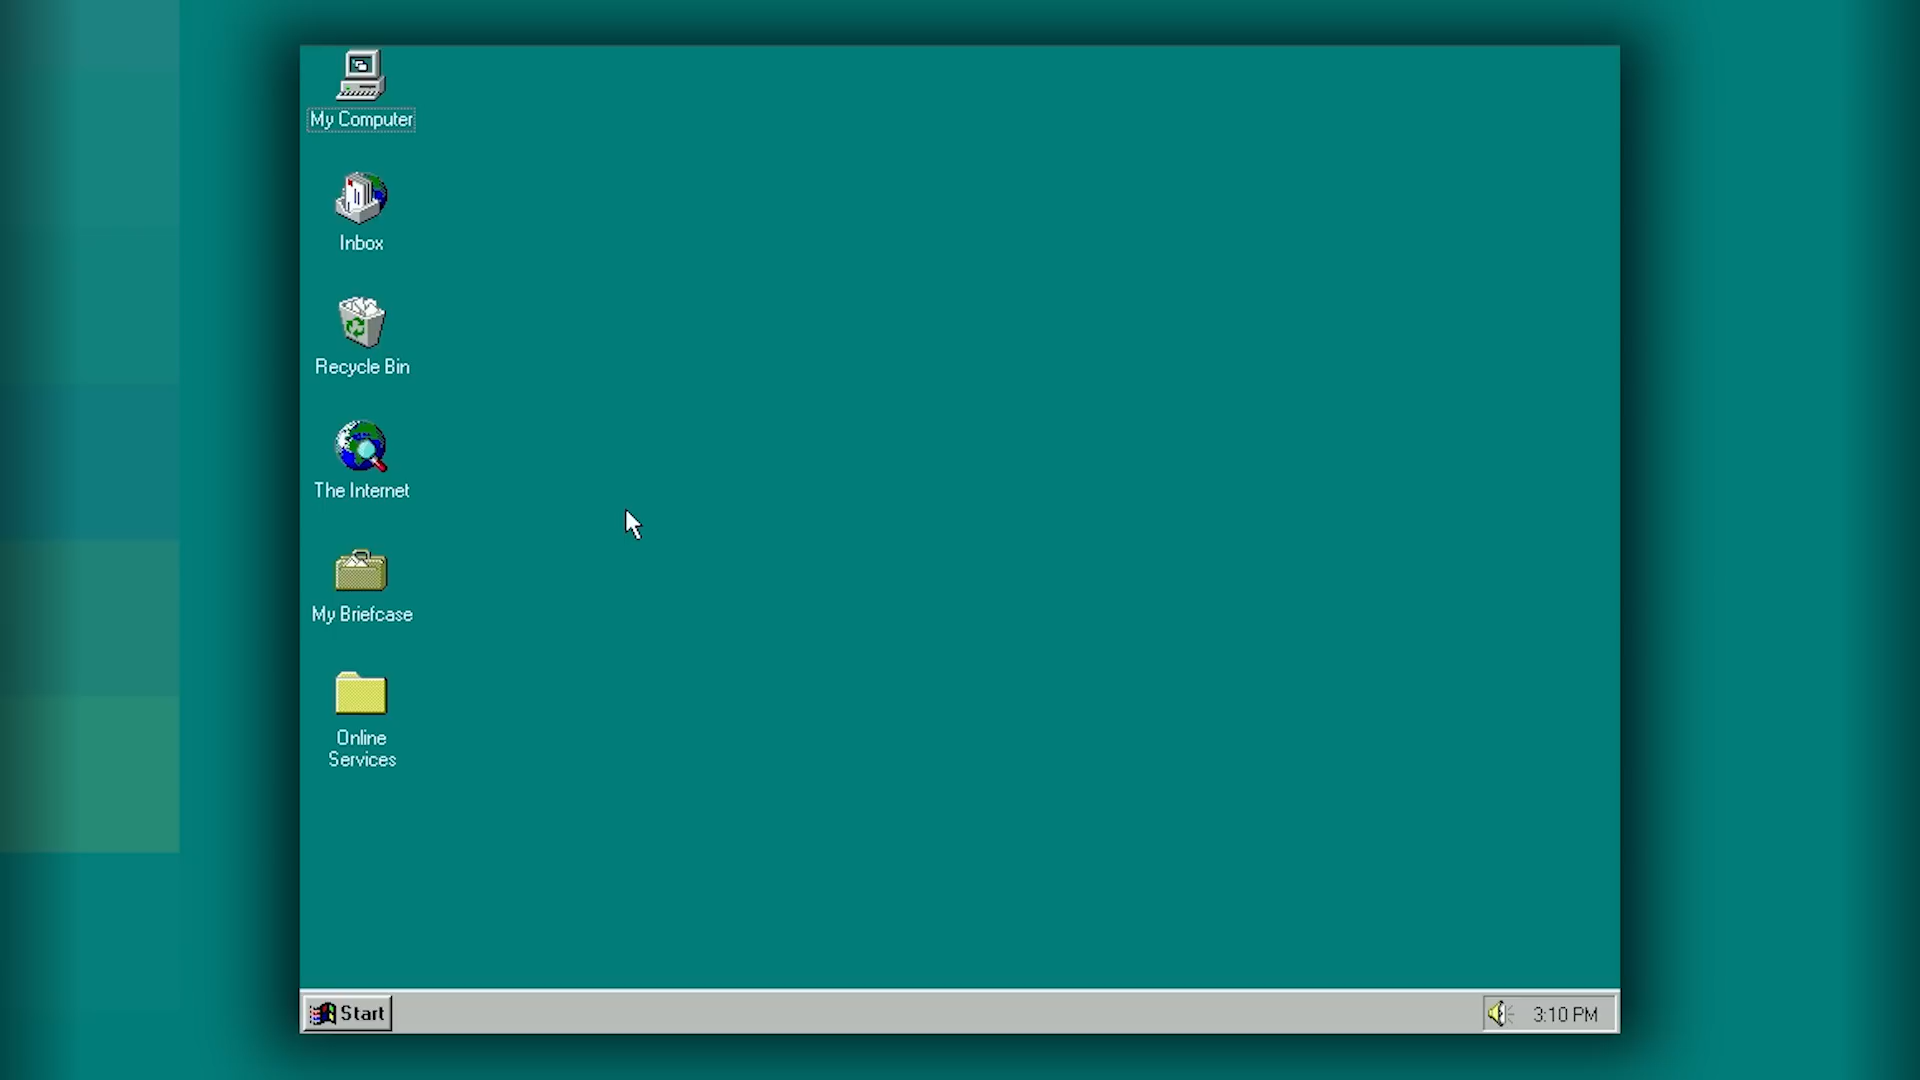 My Computer
Inbox
Recycle Bin
The Internet
My Briefcase
Online
Services
Start
3:10 PM